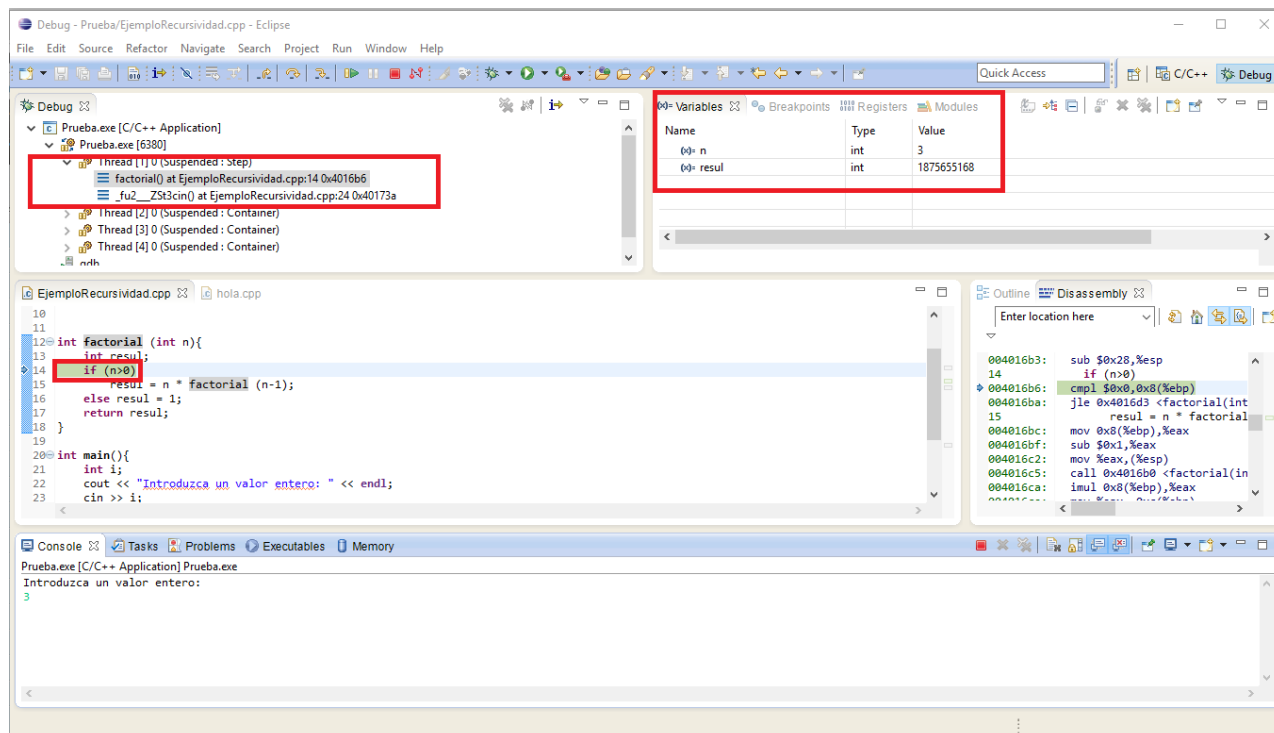 Debug - Prueba/EjemploRecursividad.cpp - Eclipse
File Edit Source Refactor Navigate Search Project Run Window Help
Quick Access
C/C++
Debug
Debug
Prueba.exe [C/C++ Application]
Prueba.exe [6380]
Thread [1] 0 (Suspended : Step)
factorial() at EjemploRecursividad.cpp:14 0x4016b6
_fu2__ZSt3cin() at EjemploRecursividad.cpp:24 0x40173a
Thread [2] 0 (Suspended : Container)
Thread [3] 0 (Suspended : Container)
Thread [4] 0 (Suspended : Container)
gdb
(x)= Variables Breakpoints Registers Modules
Name Type Value
(x)= n int 3
(x)= resul int 1875655168
EjemploRecursividad.cpp hola.cpp
10
11
12 int factorial (int n){
13 int resul;
14 if (n>0)
15 resul = n * factorial (n-1);
16 else resul = 1;
17 return resul;
18 }
19
20 int main(){
21 int i;
22 cout << "Introduzca un valor entero: " << endl;
23 cin >> i;
Outline Disassembly
Enter location here
004016b3: sub $0x28,%esp
14 if (n>0)
004016b6: cmpl $0x0,0x8(%ebp)
004016ba: jle 0x4016d3 <factorial(int
15 resul = n * factorial
004016bc: mov 0x8(%ebp),%eax
004016bf: sub $0x1,%eax
004016c2: mov %eax,(%esp)
004016c5: call 0x4016b0 <factorial(in
004016ca: imul 0x8(%ebp),%eax
Console Tasks Problems Executables Memory
Prueba.exe [C/C++ Application] Prueba.exe
Introduzca un valor entero:
3